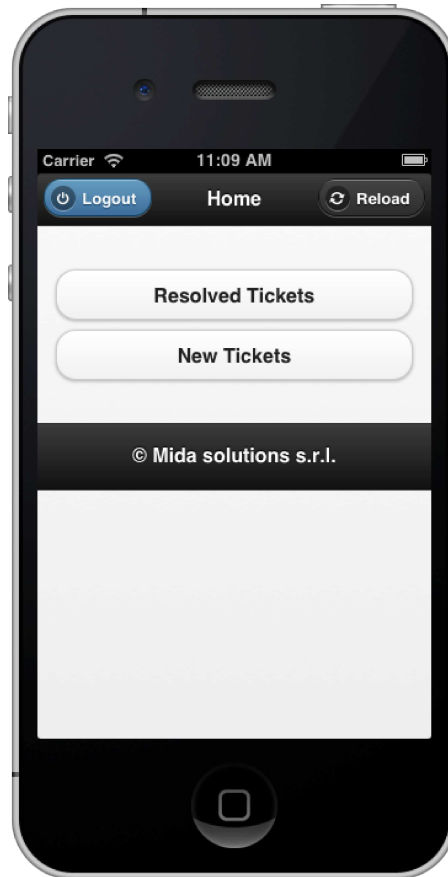 Carrier 11:09 AM
Logout Home Reload
Resolved Tickets
New Tickets
© Mida solutions s.r.l.